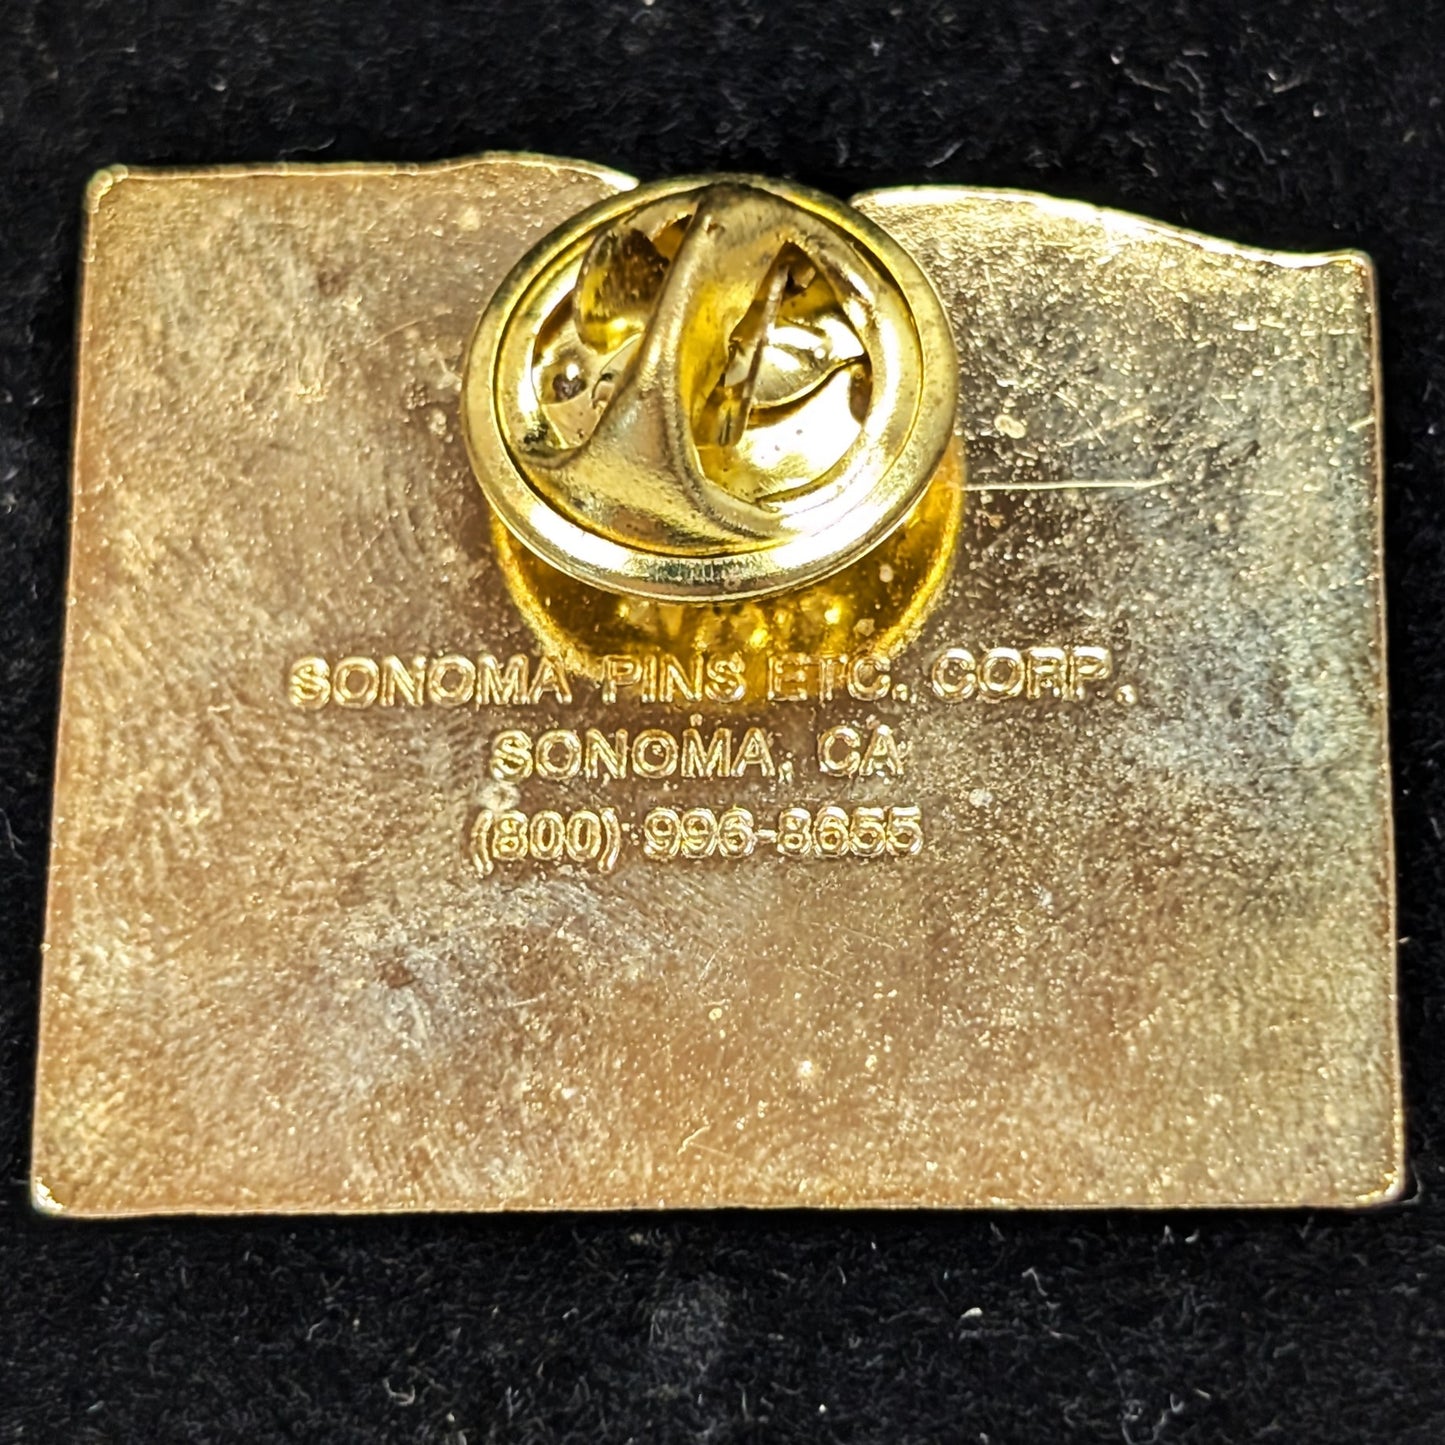 SONOMA PINS ETC. CORP.
SONOMA, CA
(800) 996-8655